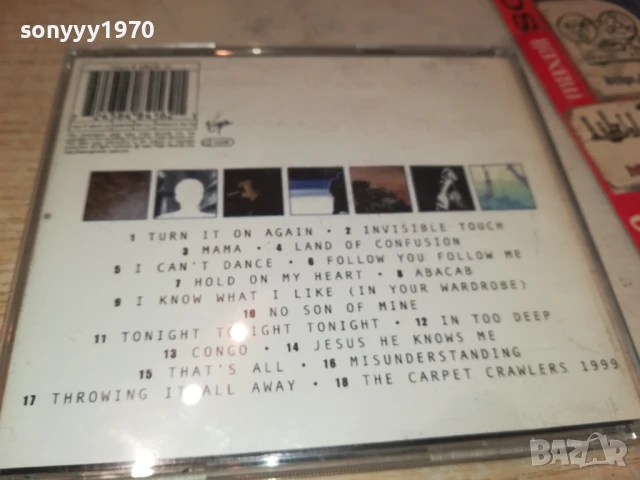 sonyyy1970
Virgin
1 TURN IT ON AGAIN • 2 INVISIBLE TOUCH
3 MAMA • 4 LAND OF CONFUSION
5 I CAN'T DANCE • 6 FOLLOW YOU FOLLOW ME
7 HOLD ON MY HEART • 8 ABACAB
9 I KNOW WHAT I LIKE (IN YOUR WARDROBE)
10 NO SON OF MINE
11 TONIGHT TONIGHT TONIGHT • 12 IN TOO DEEP
13 CONGO • 14 JESUS HE KNOWS ME
15 THAT'S ALL • 16 MISUNDERSTANDING
17 THROWING IT ALL AWAY • 18 THE CARPET CRAWLERS 1999
BAZAR
bg